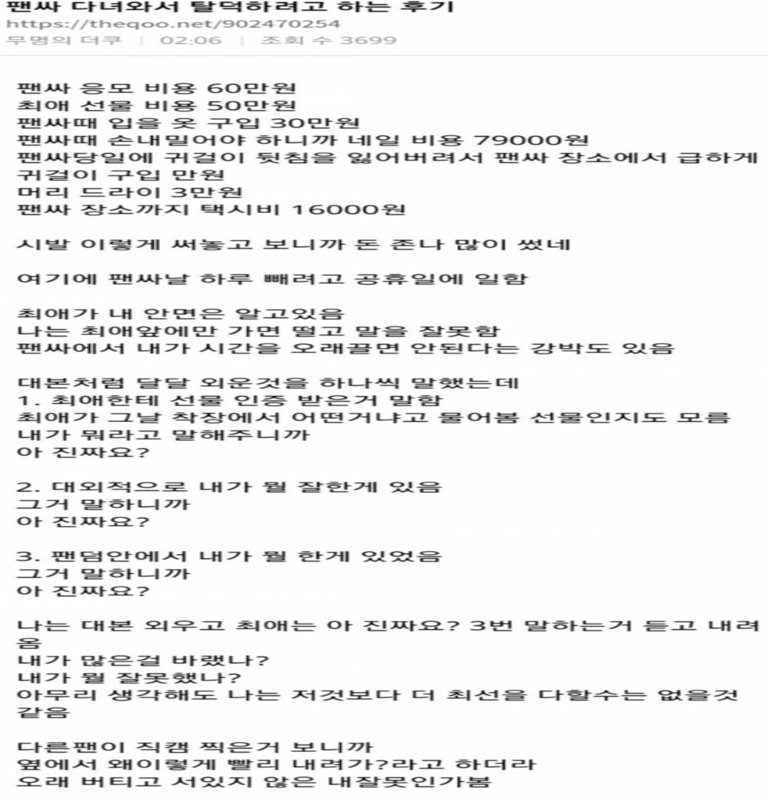 팬싸 다녀와서 탈덕하려고 하는 후기
https://theqoo.net/902470254
무명의 더쿠 | 02:06 | 조회 수 3699
팬싸 응모 비용 60만원
최애 선물 비용 50만원
팬싸때 입을 옷 구입 30만원
팬싸때 손내밀어야 하니까 네일 비용 79000원
팬싸당일에 귀걸이 뒷침을 잃어버려서 팬싸 장소에서 급하게
귀걸이 구입 만원
머리 드라이 3만원
팬싸 장소까지 택시비 16000원
시발 이렇게 써놓고 보니까 돈 존나 많이 썼네
여기에 팬싸날 하루 빼려고 공휴일에 일함
최애가 내 안면은 알고있음
나는 최애앞에만 가면 떨고 말을 잘못함
팬싸에서 내가 시간을 오래끌면 안된다는 강박도 있음
대본처럼 달달 외운것을 하나씩 말했는데
1. 최애한테 선물 인증 받은거 말함
최애가 그날 착장에서 어떤거냐고 물어봄 선물인지도 모름
내가 뭐라고 말해주니까
아 진짜요?
2. 대외적으로 내가 뭘 잘한게 있음
그거 말하니까
아 진짜요?
3. 팬덤안에서 내가 뭘 한게 있었음
그거 말하니까
아 진짜요?
나는 대본 외우고 최애는 아 진짜요? 3번 말하는거 듣고 내려
옴
내가 많은걸 바랬나?
내가 뭘 잘못했나?
아무리 생각해도 나는 저것보다 더 최선을 다할수는 없을것
같음
다른팬이 직캠 찍은거 보니까
옆에서 왜이렇게 빨리 내려가?라고 하더라
오래 버티고 서있지 않은 내잘못인가봄